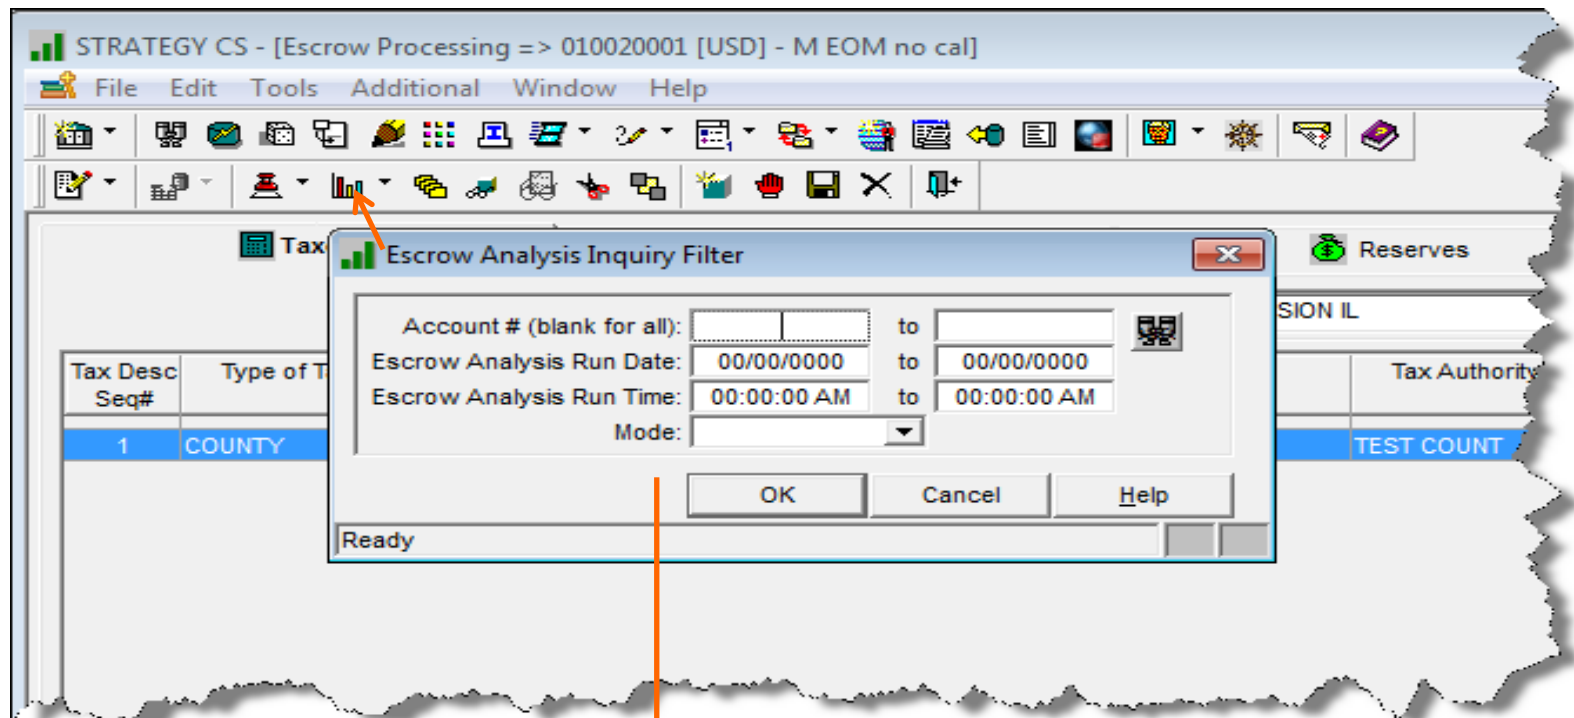 STRATEGY CS - [Escrow Processing => 010020001 [USD] - M EOM no cal]
File Edit Tools Additional Window Help
Escrow Analysis Inquiry Filter
Reserves
Account # (blank for all): to
Escrow Analysis Run Date: 00/00/0000 to 00/00/0000
Escrow Analysis Run Time: 00:00:00 AM to 00:00:00 AM
Mode:
Tax Desc Seq#
Type of
Tax Authority
1 COUNTY TEST COUNT
OK Cancel Help
Ready